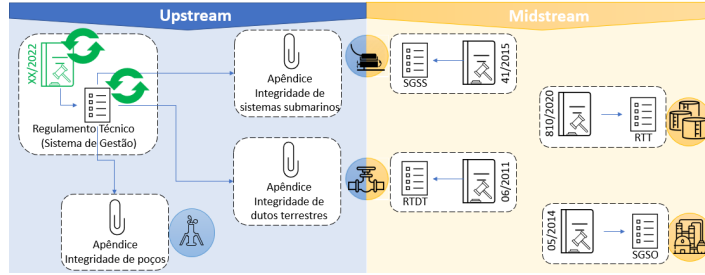 Upstream
Midstream
XX/2022
Regulamento Técnico
(Sistema de Gestão)
Apêndice
Integridade de
sistemas submarinos
SGSS
41/2015
810/2020
RTT
Apêndice
Integridade de
dutos terrestres
RTDT
06/2011
Apêndice
Integridade de poços
05/2014
SGSO